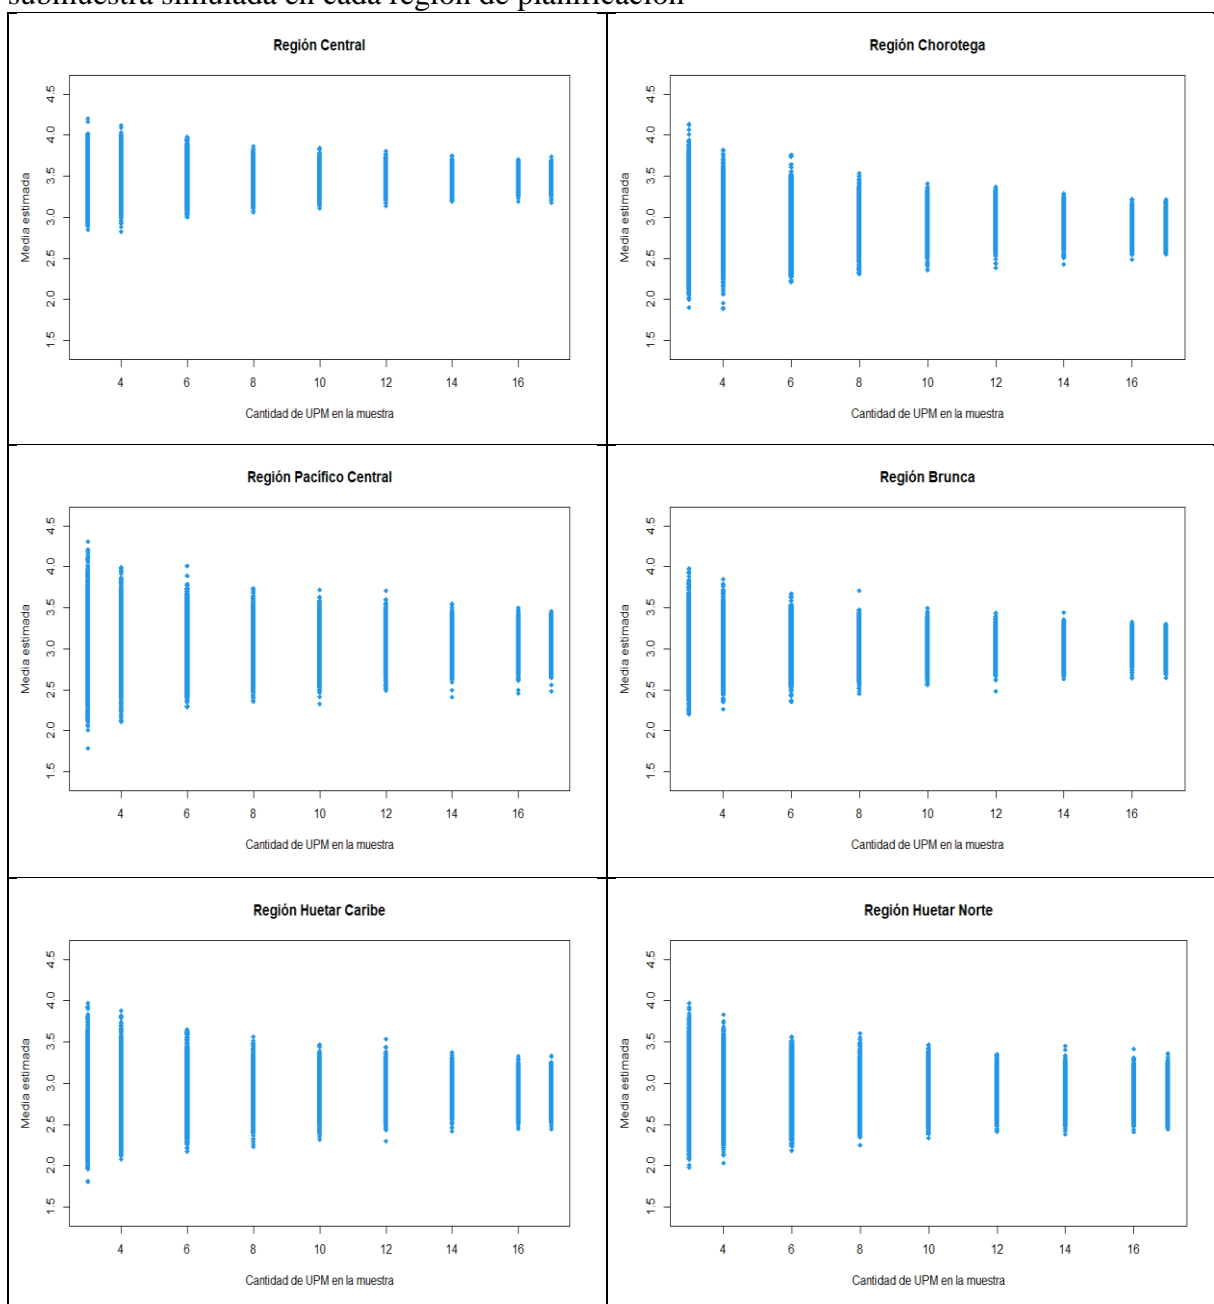 submuestra simulada en cada región de planificación
Región Central
4.5
4.0
3.5
3.0
2.5
2.0
1.5
Media estimada
4 6 8 10 12 14 16
Cantidad de UPM en la muestra
Región Chorotega
4.5
4.0
3.5
3.0
2.5
2.0
1.5
Media estimada
4 6 8 10 12 14 16
Cantidad de UPM en la muestra
Región Pacífico Central
4.5
4.0
3.5
3.0
2.5
2.0
1.5
Media estimada
4 6 8 10 12 14 16
Cantidad de UPM en la muestra
Región Brunca
4.5
4.0
3.5
3.0
2.5
2.0
1.5
Media estimada
4 6 8 10 12 14 16
Cantidad de UPM en la muestra
Región Huetar Caribe
4.5
4.0
3.5
3.0
2.5
2.0
1.5
Media estimada
4 6 8 10 12 14 16
Cantidad de UPM en la muestra
Región Huetar Norte
4.5
4.0
3.5
3.0
2.5
2.0
1.5
Media estimada
4 6 8 10 12 14 16
Cantidad de UPM en la muestra